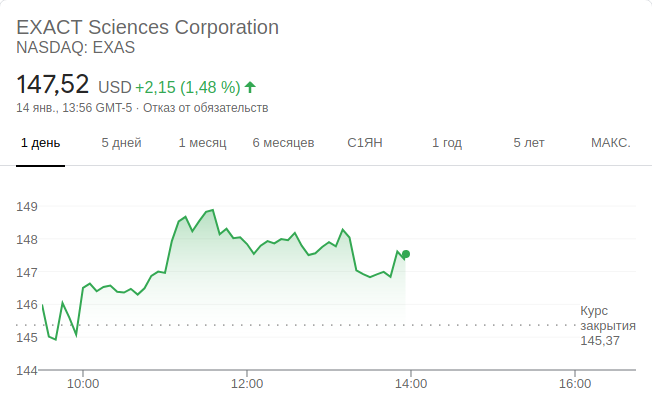 EXACT Sciences Corporation
NASDAQ: EXAS
147,52 USD +2,15 (1,48 %)
14 янв., 13:56 GMT-5 · Отказ от обязательств
1 день 5 дней 1 месяц 6 месяцев С1ЯН 1 год 5 лет МАКС.
149
148
147
146
145
144
Курс
закрытия
145,37
10:00 12:00 14:00 16:00